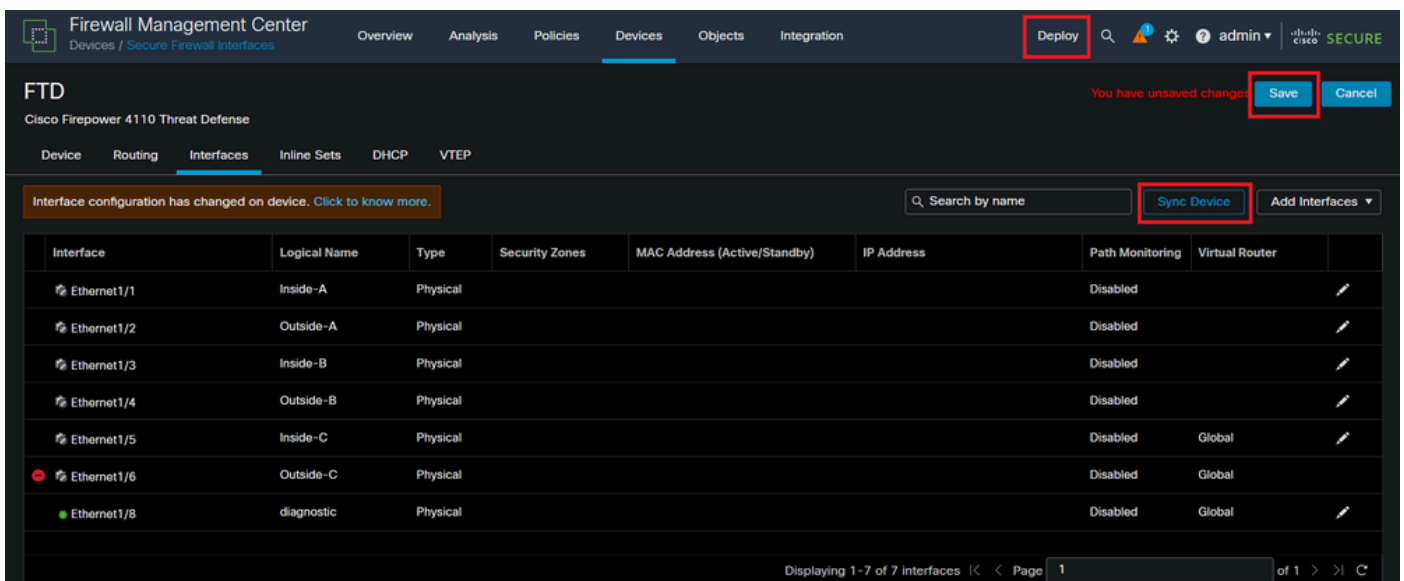 Firewall Management Center
Devices / Secure Firewall Interfaces
Overview Analysis Policies Devices Objects Integration
Deploy 1 ? admin cisco SECURE
FTD
Cisco Firepower 4110 Threat Defense
You have unsaved changes Save Cancel
Device Routing Interfaces Inline Sets DHCP VTEP
Interface configuration has changed on device. Click to know more.
Search by name Sync Device Add Interfaces
Interface Logical Name Type Security Zones MAC Address (Active/Standby) IP Address Path Monitoring Virtual Router
Ethernet1/1 Inside-A Physical Disabled
Ethernet1/2 Outside-A Physical Disabled
Ethernet1/3 Inside-B Physical Disabled
Ethernet1/4 Outside-B Physical Disabled
Ethernet1/5 Inside-C Physical Disabled Global
Ethernet1/6 Outside-C Physical Disabled Global
Ethernet1/8 diagnostic Physical Disabled Global
Displaying 1-7 of 7 interfaces |< < Page 1 of 1 > >| C